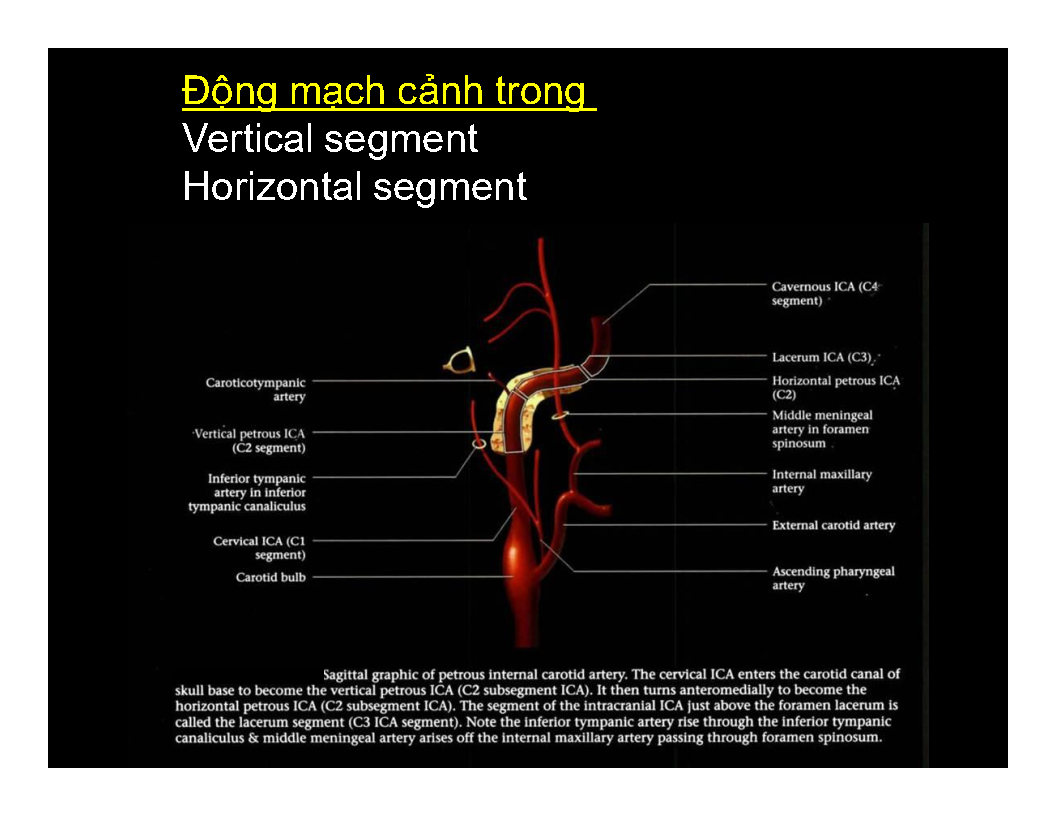 Động mạch cảnh trong
Vertical segment
Horizontal segment
Cavernous ICA (C4
segment)
Lacerum ICA (C3)
Caroticotympanic
artery
Horizontal petrous ICA
(C2)
Middle meningeal
artery in foramen
spinosum
Vertical petrous ICA
(C2 segment)
Inferior tympanic
artery in inferior
tympanic canaliculus
Internal maxillary
artery
External carotid artery
Cervical ICA (C1
segment)
Carotid bulb
Ascending pharyngeal
artery
Sagittal graphic of petrous internal carotid artery. The cervical ICA enters the carotid canal of
skull base to become the vertical petrous ICA (C2 subsegment ICA). It then turns anteromedially to become the
horizontal petrous ICA (C2 subsegment ICA). The segment of the intracranial ICA just above the foramen lacerum is
called the lacerum segment (C3 ICA segment). Note the inferior tympanic artery rise through the inferior tympanic
canaliculus & middle meningeal artery arises off the internal maxillary artery passing through foramen spinosum.